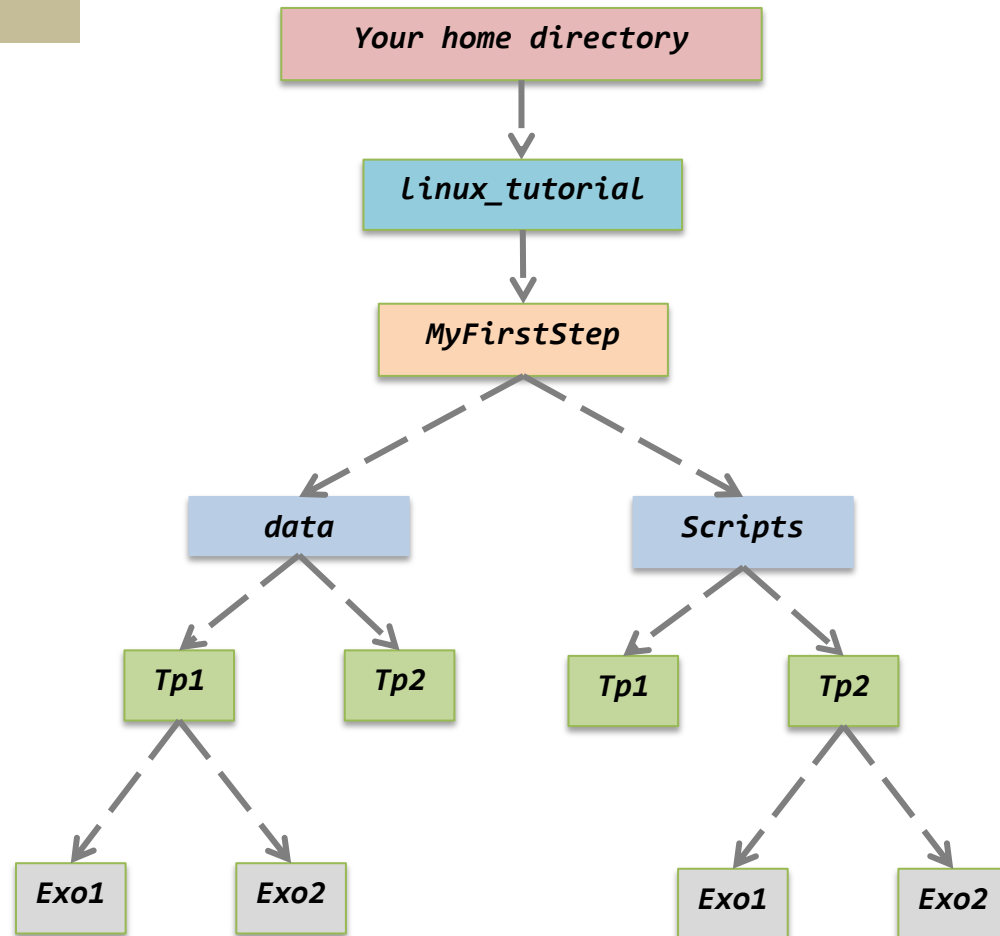 Your home directory
linux_tutorial
MyFirstStep
data
Scripts
Tp1
Tp2
Tp1
Tp2
Exo1
Exo2
Exo1
Exo2